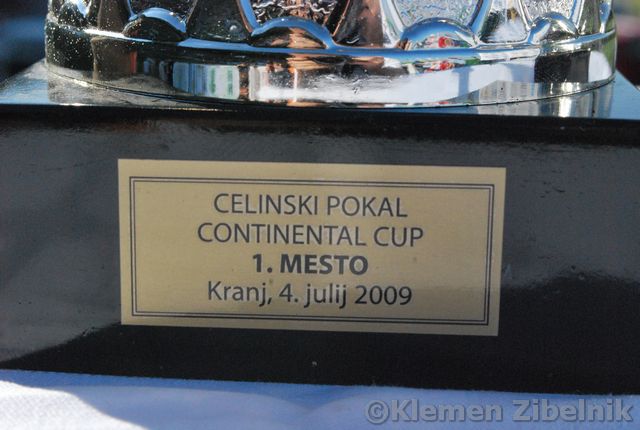 CELINSKI POKAL
CONTINENTAL CUP
1. MESTO
Kranj, 4. julij 2009
©Klemen Zibelnik